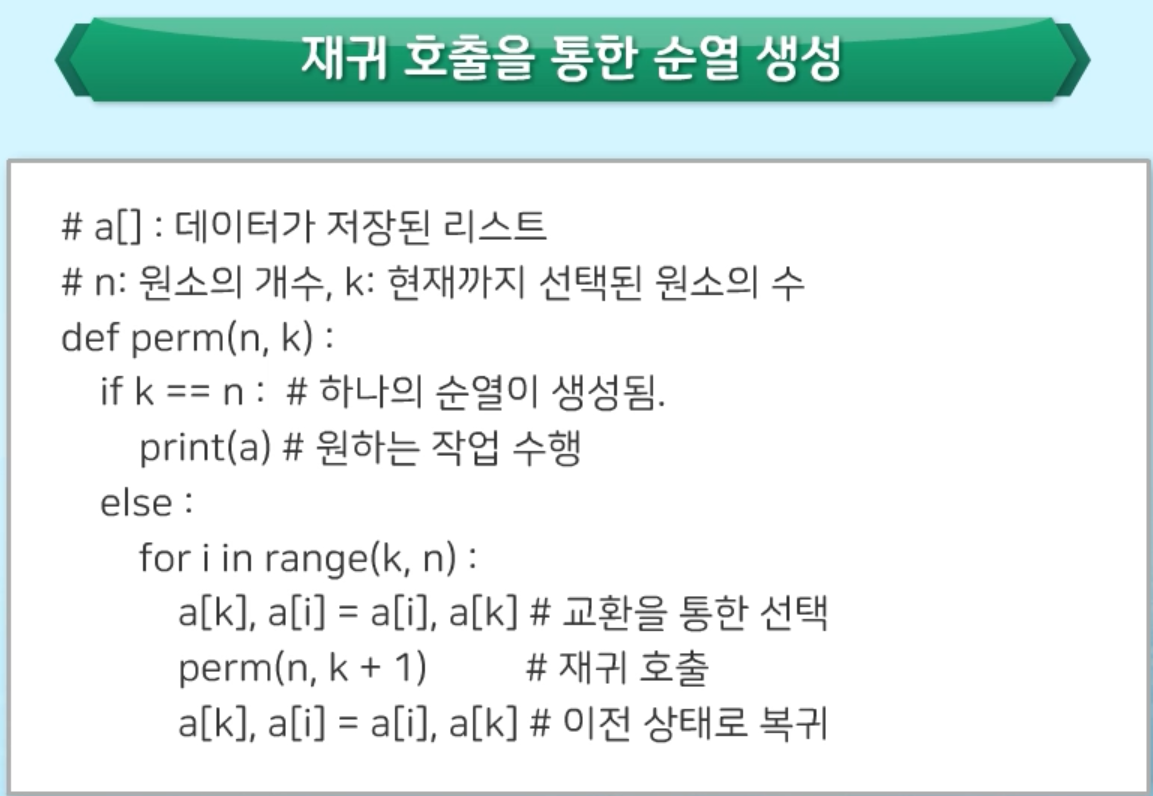 재귀 호출을 통한 순열 생성
# a[] : 데이터가 저장된 리스트
# n: 원소의 개수, k: 현재까지 선택된 원소의 수
def perm(n, k) :
if k == n :  # 하나의 순열이 생성됨.
print(a) # 원하는 작업 수행
else :
for i in range(k, n) :
a[k], a[i] = a[i], a[k] # 교환을 통한 선택
perm(n, k + 1)        # 재귀 호출
a[k], a[i] = a[i], a[k] # 이전 상태로 복귀